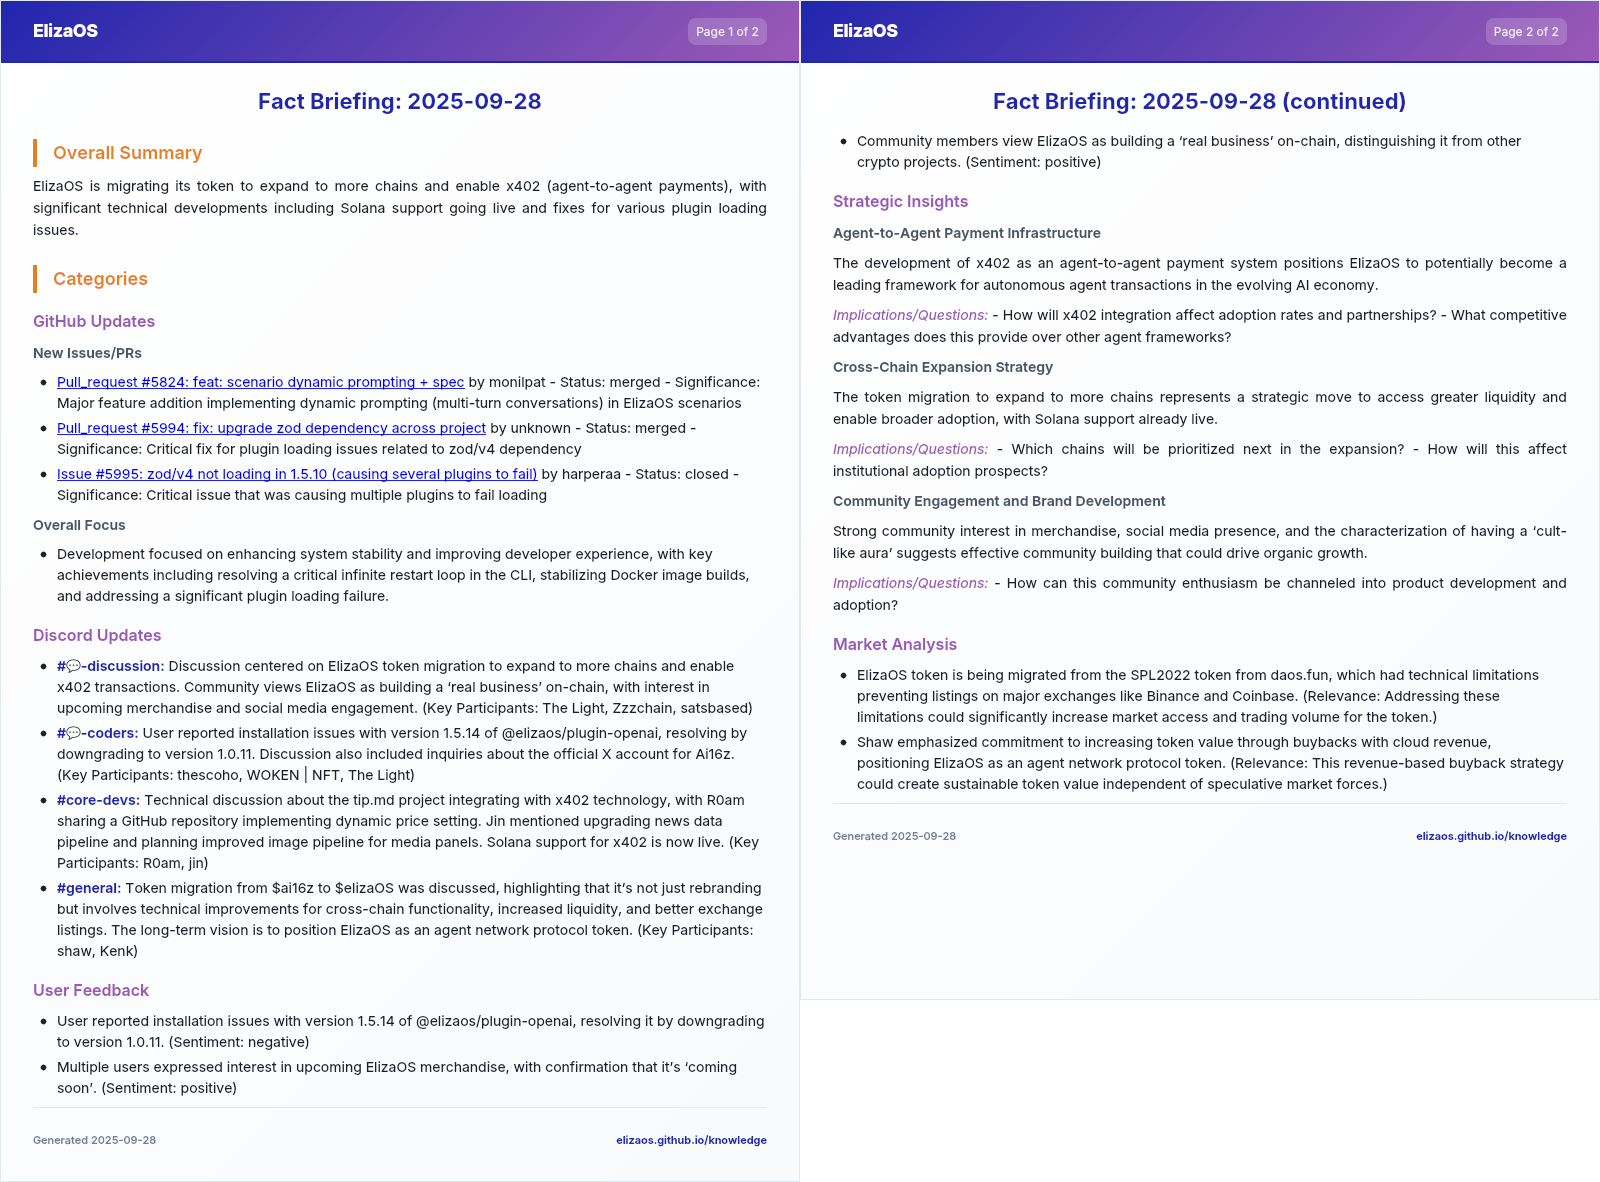 ElizaOS
Page 1 of 2
Fact Briefing: 2025-09-28
Overall Summary
ElizaOS is migrating its token to expand to more chains and enable x402 (agent-to-agent payments), with
significant technical developments including Solana support going live and fixes for various plugin loading
issues.
Categories
GitHub Updates
New Issues/PRs
• Pull_request #5824: feat: scenario dynamic prompting + spec by monilpat - Status: merged - Significance:
Major feature addition implementing dynamic prompting (multi-turn conversations) in ElizaOS scenarios
• Pull_request #5994: fix: upgrade zod dependency across project by unknown - Status: merged -
Significance: Critical fix for plugin loading issues related to zod/v4 dependency
• Issue #5995: zod/v4 not loading in 1.5.10 (causing several plugins to fail) by harperaa - Status: closed -
Significance: Critical issue that was causing multiple plugins to fail loading
Overall Focus
• Development focused on enhancing system stability and improving developer experience, with key
achievements including resolving a critical infinite restart loop in the CLI, stabilizing Docker image builds,
and addressing a significant plugin loading failure.
Discord Updates
• #💬-discussion: Discussion centered on ElizaOS token migration to expand to more chains and enable
x402 transactions. Community views ElizaOS as building a ‘real business’ on-chain, with interest in
upcoming merchandise and social media engagement. (Key Participants: The Light, Zzzchain, satsbased)
• #💬-coders: User reported installation issues with version 1.5.14 of @elizaos/plugin-openai, resolving by
downgrading to version 1.0.11. Discussion also included inquiries about the official X account for Ai16z.
(Key Participants: thescoho, WOKEN | NFT, The Light)
• #core-devs: Technical discussion about the tip.md project integrating with x402 technology, with R0am
sharing a GitHub repository implementing dynamic price setting. Jin mentioned upgrading news data
pipeline and planning improved image pipeline for media panels. Solana support for x402 is now live. (Key
Participants: R0am, jin)
• #general: Token migration from $ai16z to $elizaOS was discussed, highlighting that it’s not just rebranding
but involves technical improvements for cross-chain functionality, increased liquidity, and better exchange
listings. The long-term vision is to position ElizaOS as an agent network protocol token. (Key Participants:
shaw, Kenk)
User Feedback
• User reported installation issues with version 1.5.14 of @elizaos/plugin-openai, resolving it by downgrading
to version 1.0.11. (Sentiment: negative)
• Multiple users expressed interest in upcoming ElizaOS merchandise, with confirmation that it’s ‘coming
soon’. (Sentiment: positive)
Generated 2025-09-28
elizaos.github.io/knowledge
ElizaOS
Page 2 of 2
Fact Briefing: 2025-09-28 (continued)
• Community members view ElizaOS as building a ‘real business’ on-chain, distinguishing it from other
crypto projects. (Sentiment: positive)
Strategic Insights
Agent-to-Agent Payment Infrastructure
The development of x402 as an agent-to-agent payment system positions ElizaOS to potentially become a
leading framework for autonomous agent transactions in the evolving AI economy.
Implications/Questions: - How will x402 integration affect adoption rates and partnerships? - What competitive
advantages does this provide over other agent frameworks?
Cross-Chain Expansion Strategy
The token migration to expand to more chains represents a strategic move to access greater liquidity and
enable broader adoption, with Solana support already live.
Implications/Questions: - Which chains will be prioritized next in the expansion? - How will this affect
institutional adoption prospects?
Community Engagement and Brand Development
Strong community interest in merchandise, social media presence, and the characterization of having a ‘cult-
like aura’ suggests effective community building that could drive organic growth.
Implications/Questions: - How can this community enthusiasm be channeled into product development and
adoption?
Market Analysis
• ElizaOS token is being migrated from the SPL2022 token from daos.fun, which had technical limitations
preventing listings on major exchanges like Binance and Coinbase. (Relevance: Addressing these
limitations could significantly increase market access and trading volume for the token.)
• Shaw emphasized commitment to increasing token value through buybacks with cloud revenue,
positioning ElizaOS as an agent network protocol token. (Relevance: This revenue-based buyback strategy
could create sustainable token value independent of speculative market forces.)
Generated 2025-09-28
elizaos.github.io/knowledge